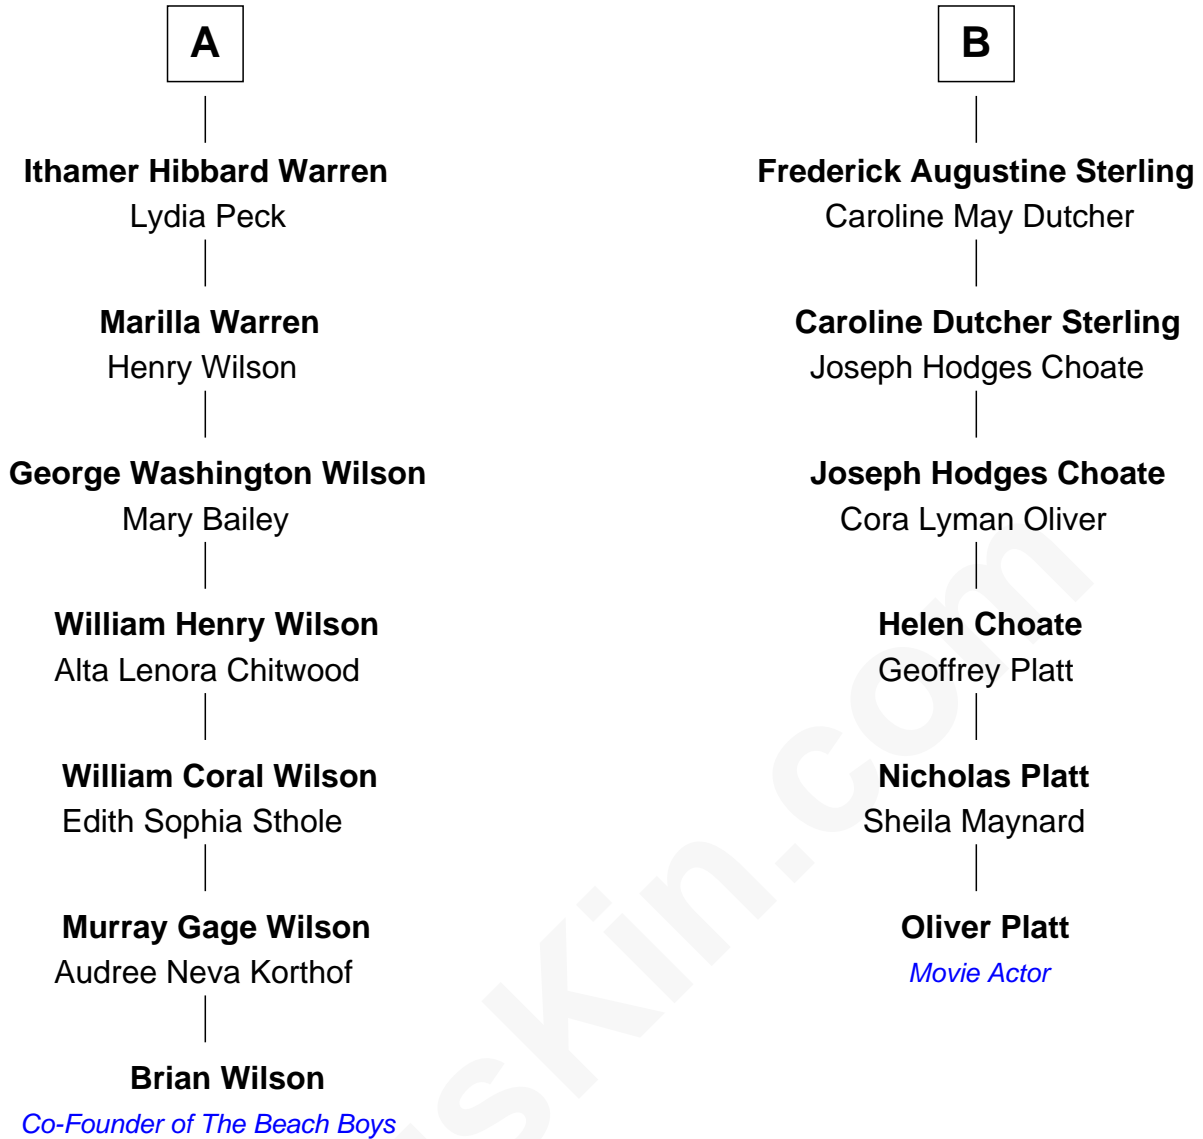 A
Ithamer Hibbard Warren
Lydia Peck
Marilla Warren
Henry Wilson
George Washington Wilson
Mary Bailey
William Henry Wilson
Alta Lenora Chitwood
William Coral Wilson
Edith Sophia Sthole
Murray Gage Wilson
Audree Neva Korthof
Brian Wilson
Co-Founder of The Beach Boys
B
Frederick Augustine Sterling
Caroline May Dutcher
Caroline Dutcher Sterling
Joseph Hodges Choate
Joseph Hodges Choate
Cora Lyman Oliver
Helen Choate
Geoffrey Platt
Nicholas Platt
Sheila Maynard
Oliver Platt
Movie Actor